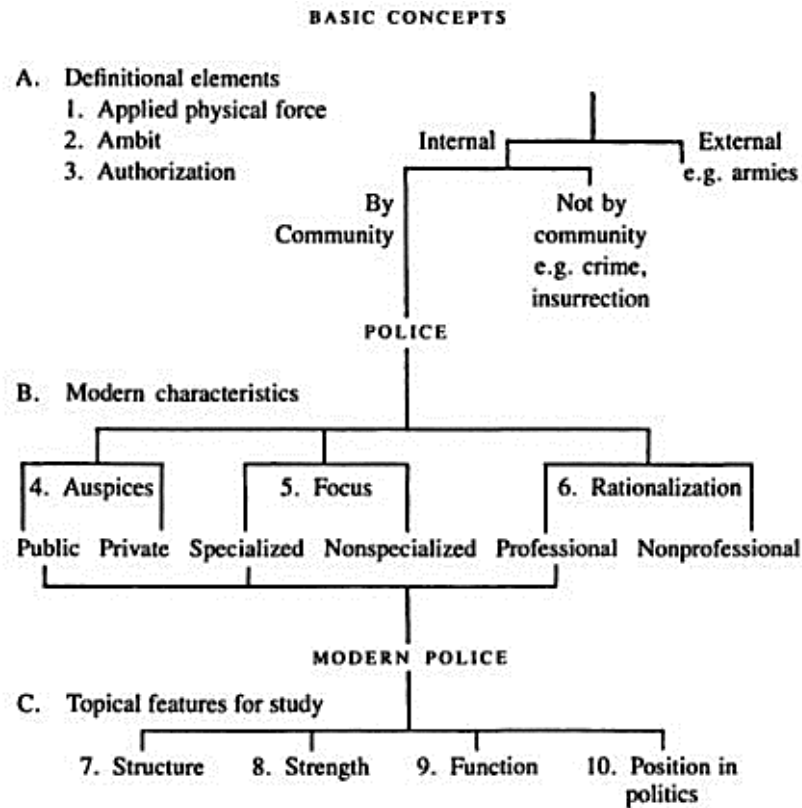 BASIC CONCEPTS
A. Definitional elements
1. Applied physical force
2. Ambit
3. Authorization
Internal
External
e.g. armies
By
Community
Not by
community
e.g. crime,
insurrection
POLICE
B. Modern characteristics
4. Auspices
5. Focus
6. Rationalization
Public Private Specialized Nonspecialized Professional Nonprofessional
MODERN POLICE
C. Topical features for study
7. Structure 8. Strength 9. Function 10. Position in
politics